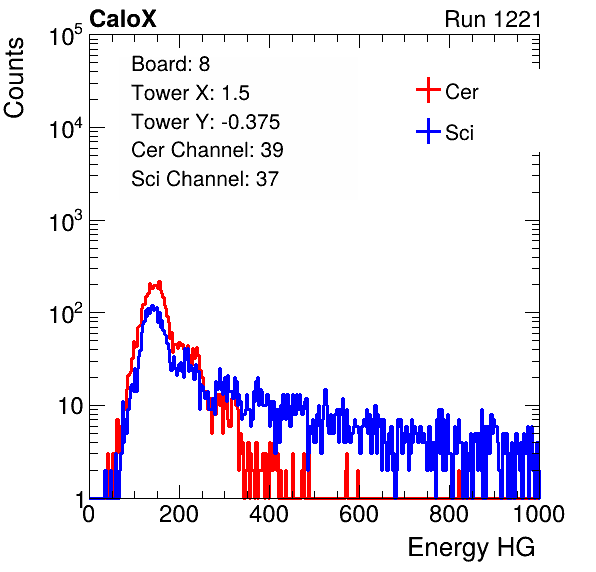 CaloX Run 1221
Counts
Board: 8
Tower X: 1.5
Tower Y: -0.375
Cer Channel: 39
Sci Channel: 37
Cer
Sci
10^5
10^4
10^3
10^2
10
1
0 200 400 600 800 1000
Energy HG